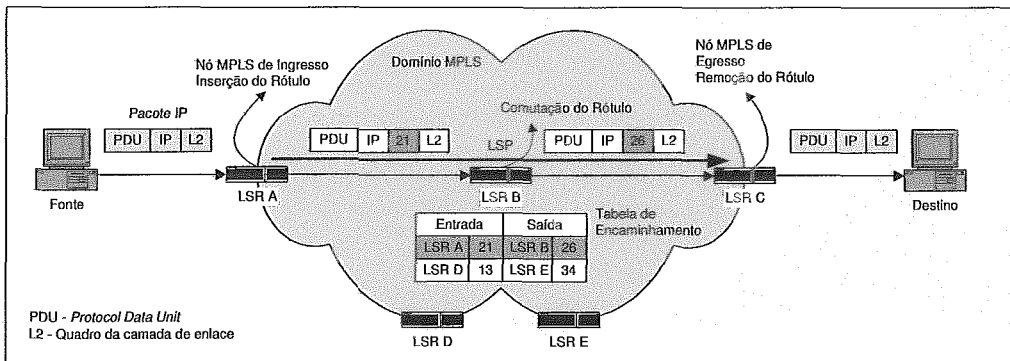 Nó MPLS de Ingresso
Inserção do Rótulo
Domínio MPLS
Nó MPLS de
Egresso
Remoção do Rótulo
Pacote IP
Comutação do Rótulo
PDU IP L2
PDU IP 21 L2
LSP
PDU IP 26 L2
PDU IP L2
Fonte
LSR A
LSR B
LSR C
Destino
Tabela de
Encaminhamento
Entrada Saída
LSR A 21 LSR B 26
LSR D 13 LSR E 34
PDU - Protocol Data Unit
L2 - Quadro da camada de enlace
LSR D
LSR E